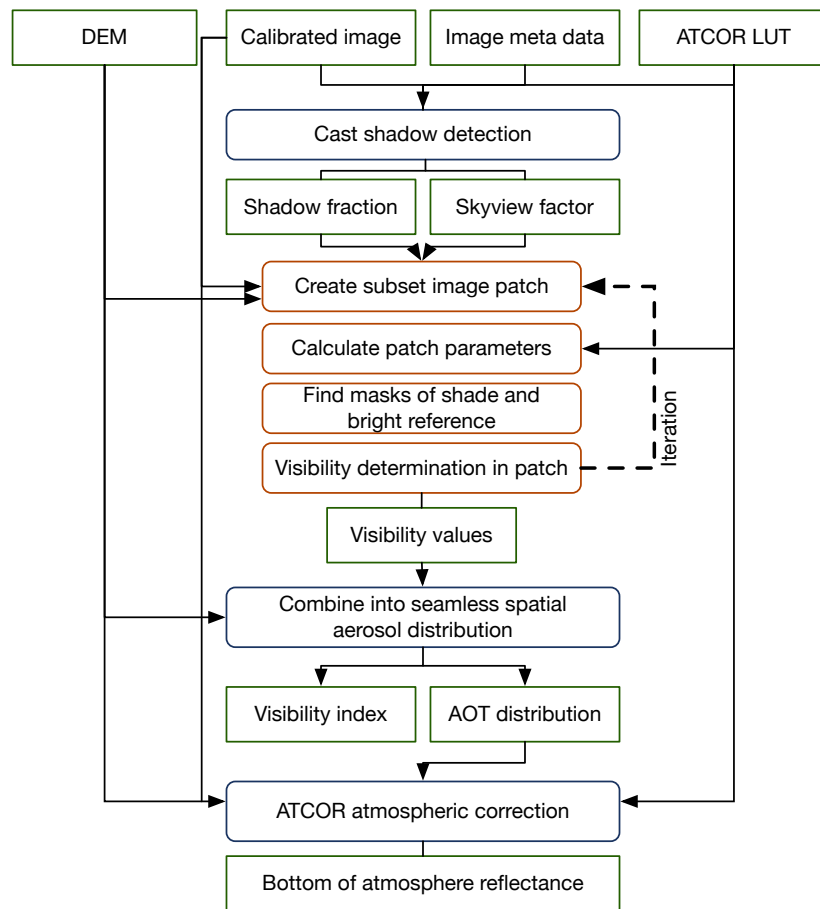 DEM
Calibrated image
Image meta data
ATCOR LUT
Cast shadow detection
Shadow fraction
Skyview factor
Create subset image patch
Calculate patch parameters
Find masks of shade and
bright reference
Iteration
Visibility determination in patch
Visibility values
Combine into seamless spatial
aerosol distribution
Visibility index
AOT distribution
ATCOR atmospheric correction
Bottom of atmosphere reflectance